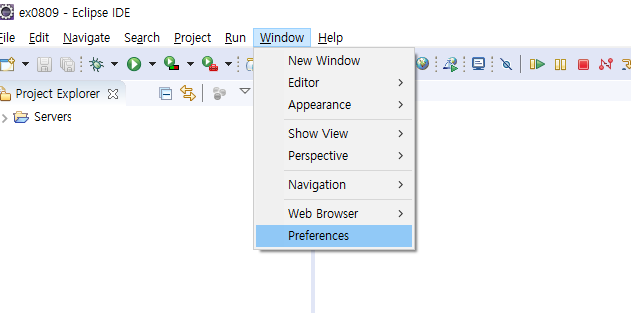 ex0809 - Eclipse IDE
File Edit Navigate Search Project Run Window Help
New Window
Editor
Appearance
Show View
Perspective
Navigation
Web Browser
Preferences
Project Explorer
Servers